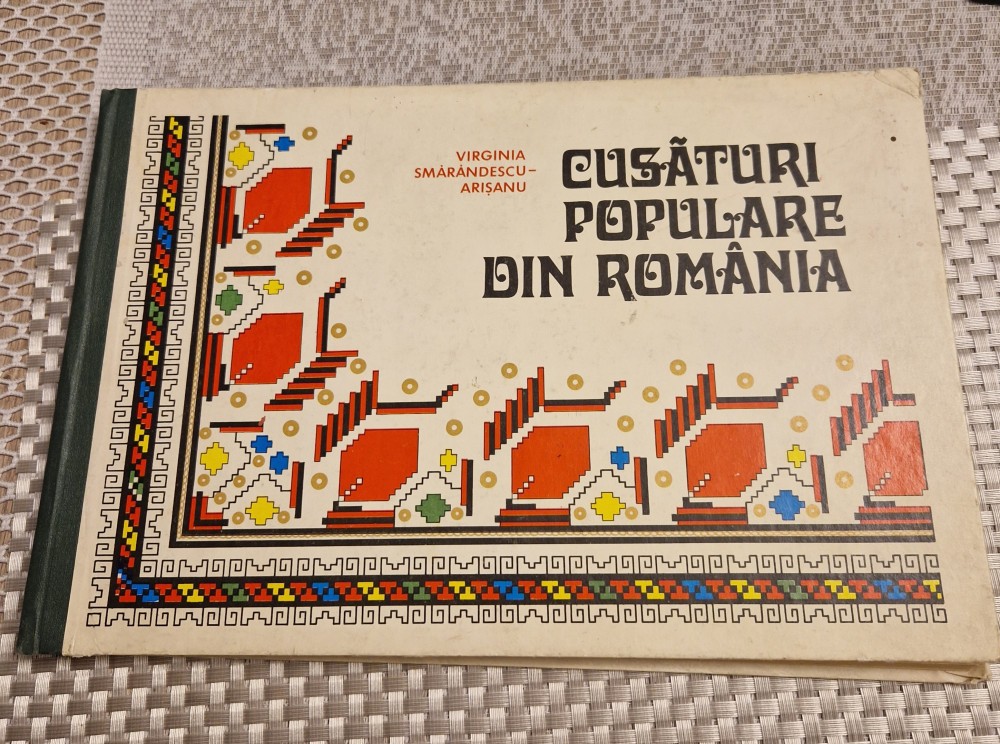 VIRGINIA
SMĂRĂNDESCU-
ARIȘANU
CUSĂTURI
POPULARE
DIN ROMÂNIA